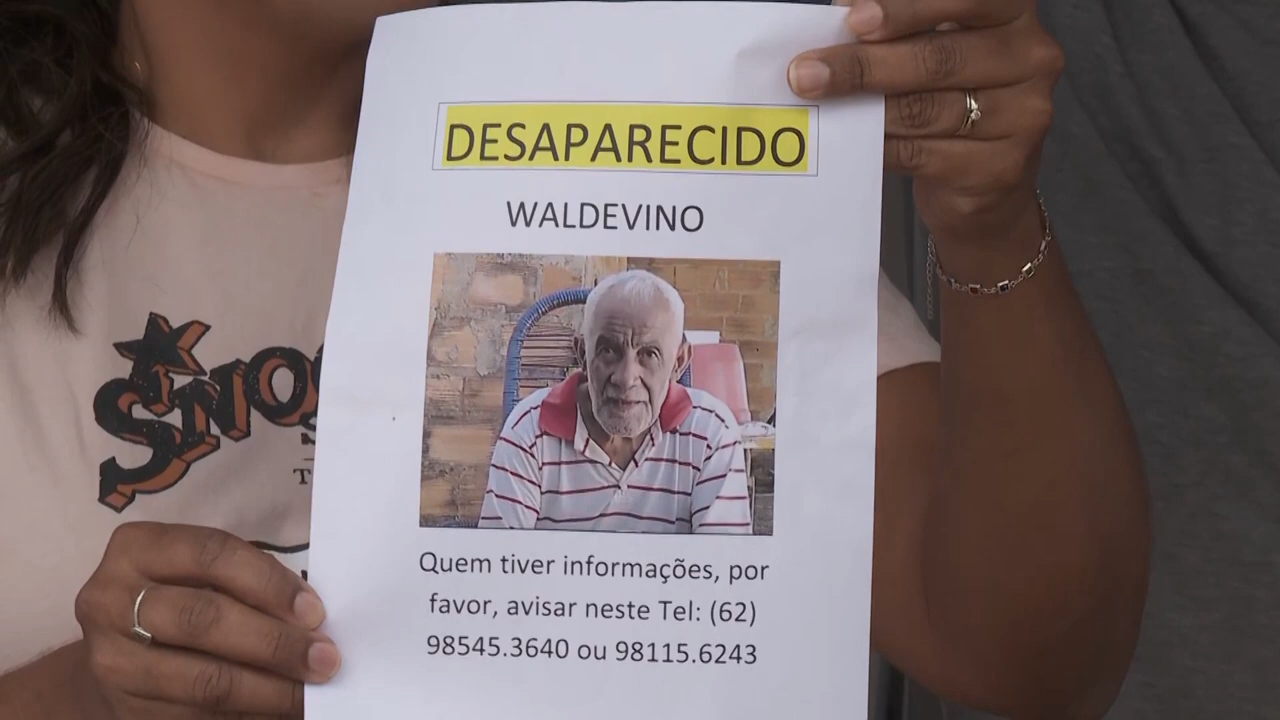 DESAPARECIDO
WALDEVINO
Quem tiver informações, por
favor, avisar neste Tel: (62)
98545.3640 ou 98115.6243